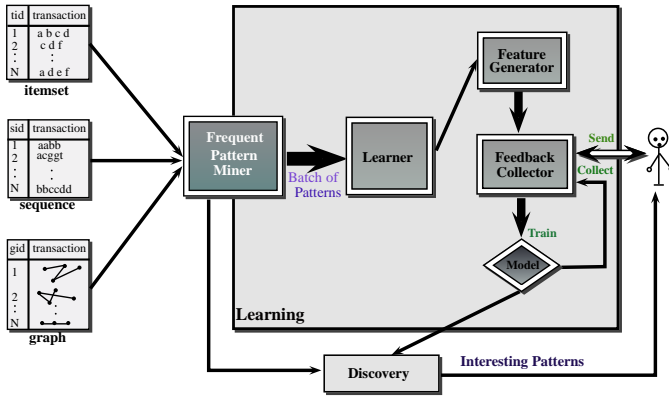 tid transaction
1 a b c d
2 c d f
N a d e f
itemset
sid transaction
1 aabb
2 acggt
N bbccdd
sequence
gid transaction
1
2
N
graph
Frequent
Pattern
Miner
Batch of
Patterns
Learner
Feature
Generator
Feedback
Collector
Send
Collect
Train
Model
Learning
Discovery
Interesting Patterns